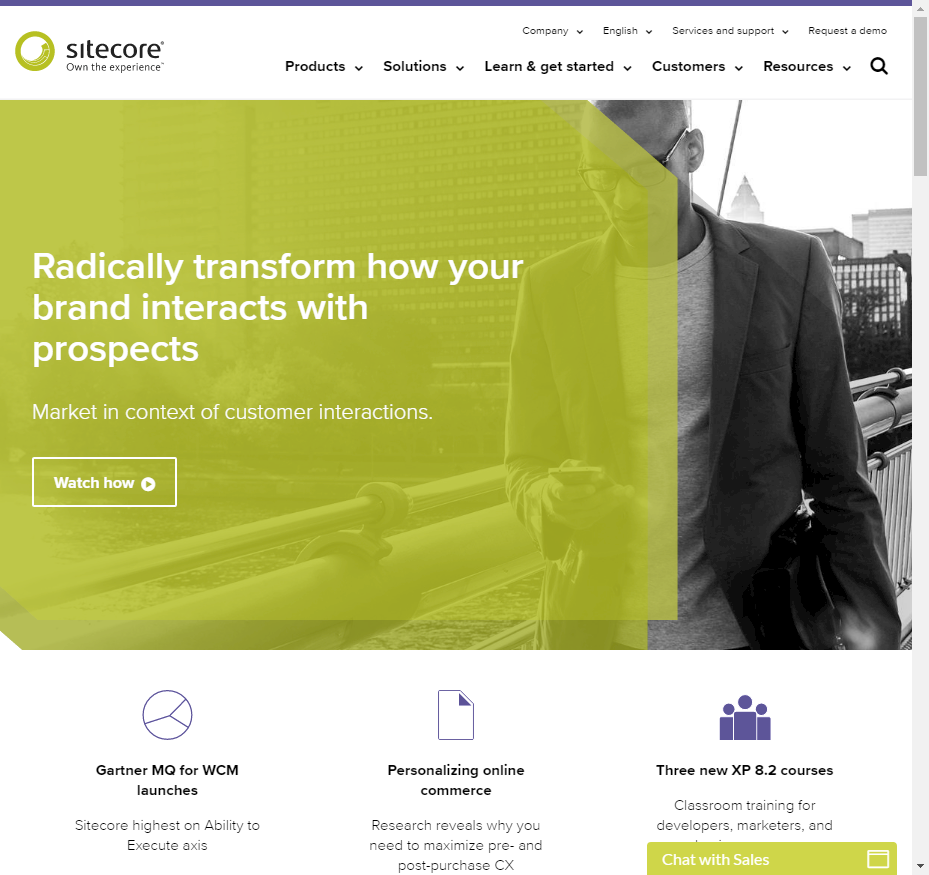 Company
English
Services and support
Request a demo
sitecore®
Own the experience™
Products
Solutions
Learn & get started
Customers
Resources
Radically transform how your
brand interacts with
prospects
Market in context of customer interactions.
Watch how
Gartner MQ for WCM
launches
Sitecore highest on Ability to
Execute axis
Personalizing online
commerce
Research reveals why you
need to maximize pre- and
post-purchase CX
Three new XP 8.2 courses
Classroom training for
developers, marketers, and
Chat with Sales